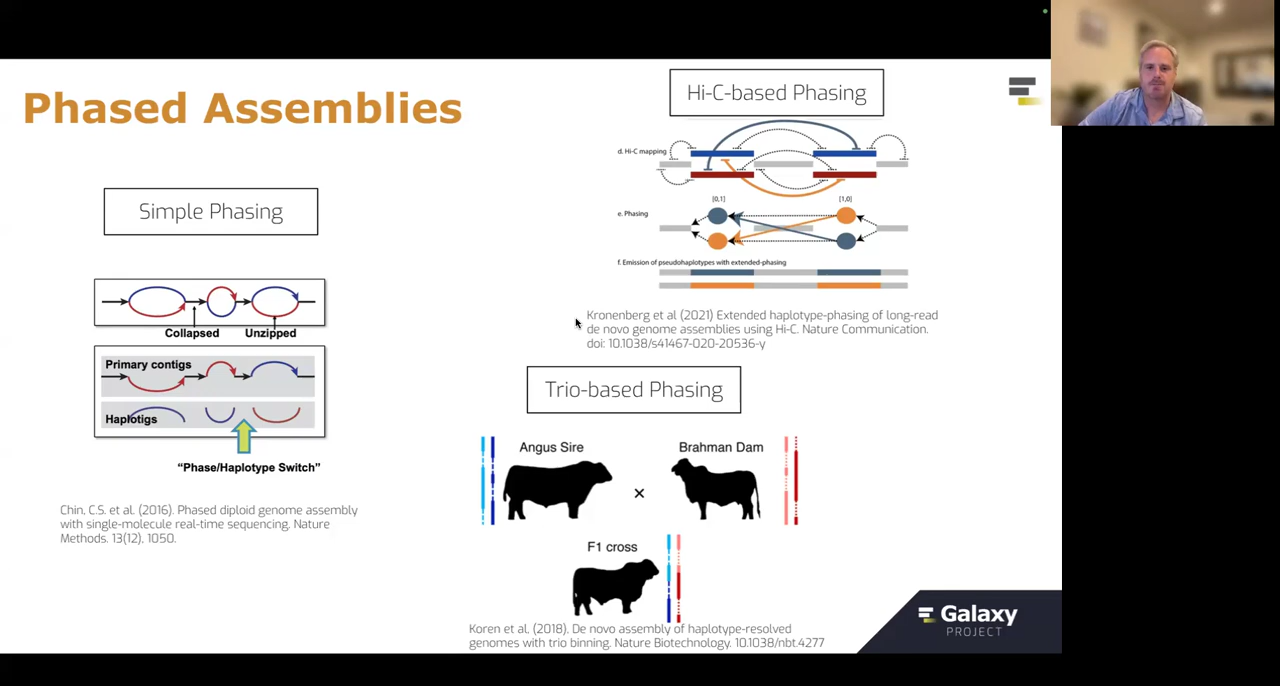 Phased Assemblies
Simple Phasing
Collapsed
Unzipped
Primary contigs
Haplotigs
“Phase/Haplotype Switch”
Chin, C.S. et al. (2016). Phased diploid genome assembly
with single-molecule real-time sequencing. Nature
Methods. 13(12), 1050.
Hi-C-based Phasing
d. Hi-C mapping
[0,1]
[1,0]
e. Phasing
f. Emission of pseudohaplotypes with extended-phasing
Kronenberg et al (2021) Extended haplotype-phasing of long-read
de novo genome assemblies using Hi-C. Nature Communication.
doi: 10.1038/s41467-020-20536-y
Trio-based Phasing
Angus Sire
Brahman Dam
×
F1 cross
Koren et al. (2018). De novo assembly of haplotype-resolved
genomes with trio binning. Nature Biotechnology. 10.1038/nbt.4277
Galaxy
PROJECT